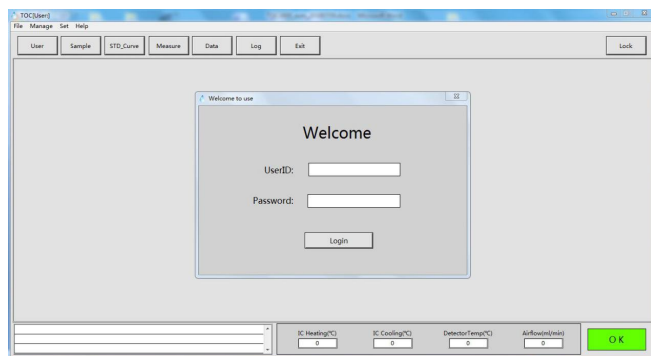 TOC[User]
File Manage Set Help
User Sample STD_Curve Measure Data Log Exit Lock
Welcome to use
Welcome
UserID:
Password:
Login
IC Heating(℃) IC Cooling(℃) DetectorTemp(℃) Airflow(ml/min)
0 0 0 0
OK